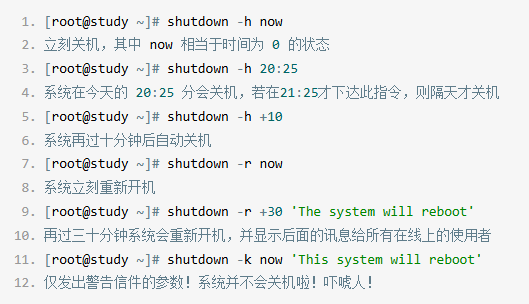 1. [root@study ~]# shutdown -h now
2. 立刻关机，其中 now 相当于时间为 0 的状态
3. [root@study ~]# shutdown -h 20:25
4. 系统在今天的 20:25 分会关机，若在21:25才下达此指令，则隔天才关机
5. [root@study ~]# shutdown -h +10
6. 系统再过十分钟后自动关机
7. [root@study ~]# shutdown -r now
8. 系统立刻重新开机
9. [root@study ~]# shutdown -r +30 'The system will reboot'
10. 再过三十分钟系统会重新开机，并显示后面的讯息给所有在线上的使用者
11. [root@study ~]# shutdown -k now 'This system will reboot'
12. 仅发出警告信件的参数！系统并不会关机啦！吓唬人！